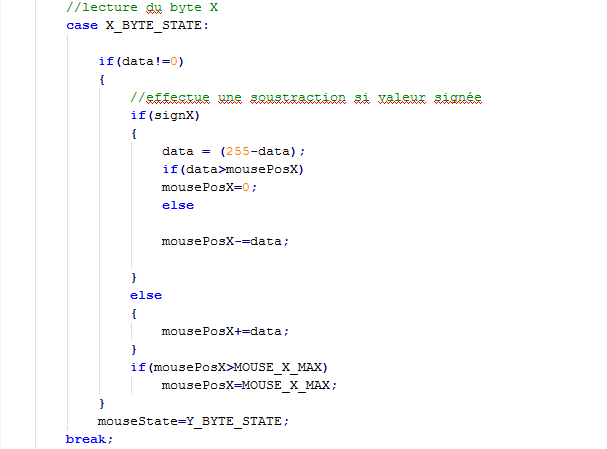 //lecture du byte X
case X_BYTE_STATE:
if(data!=0)
{
//effectue une soustraction si valeur signée
if(signX)
{
data = (255-data);
if(data>mousePosX)
mousePosX=0;
else
mousePosX-=data;
}
else
{
mousePosX+=data;
}
if(mousePosX>MOUSE_X_MAX)
mousePosX=MOUSE_X_MAX;
}
mouseState=Y_BYTE_STATE;
break;